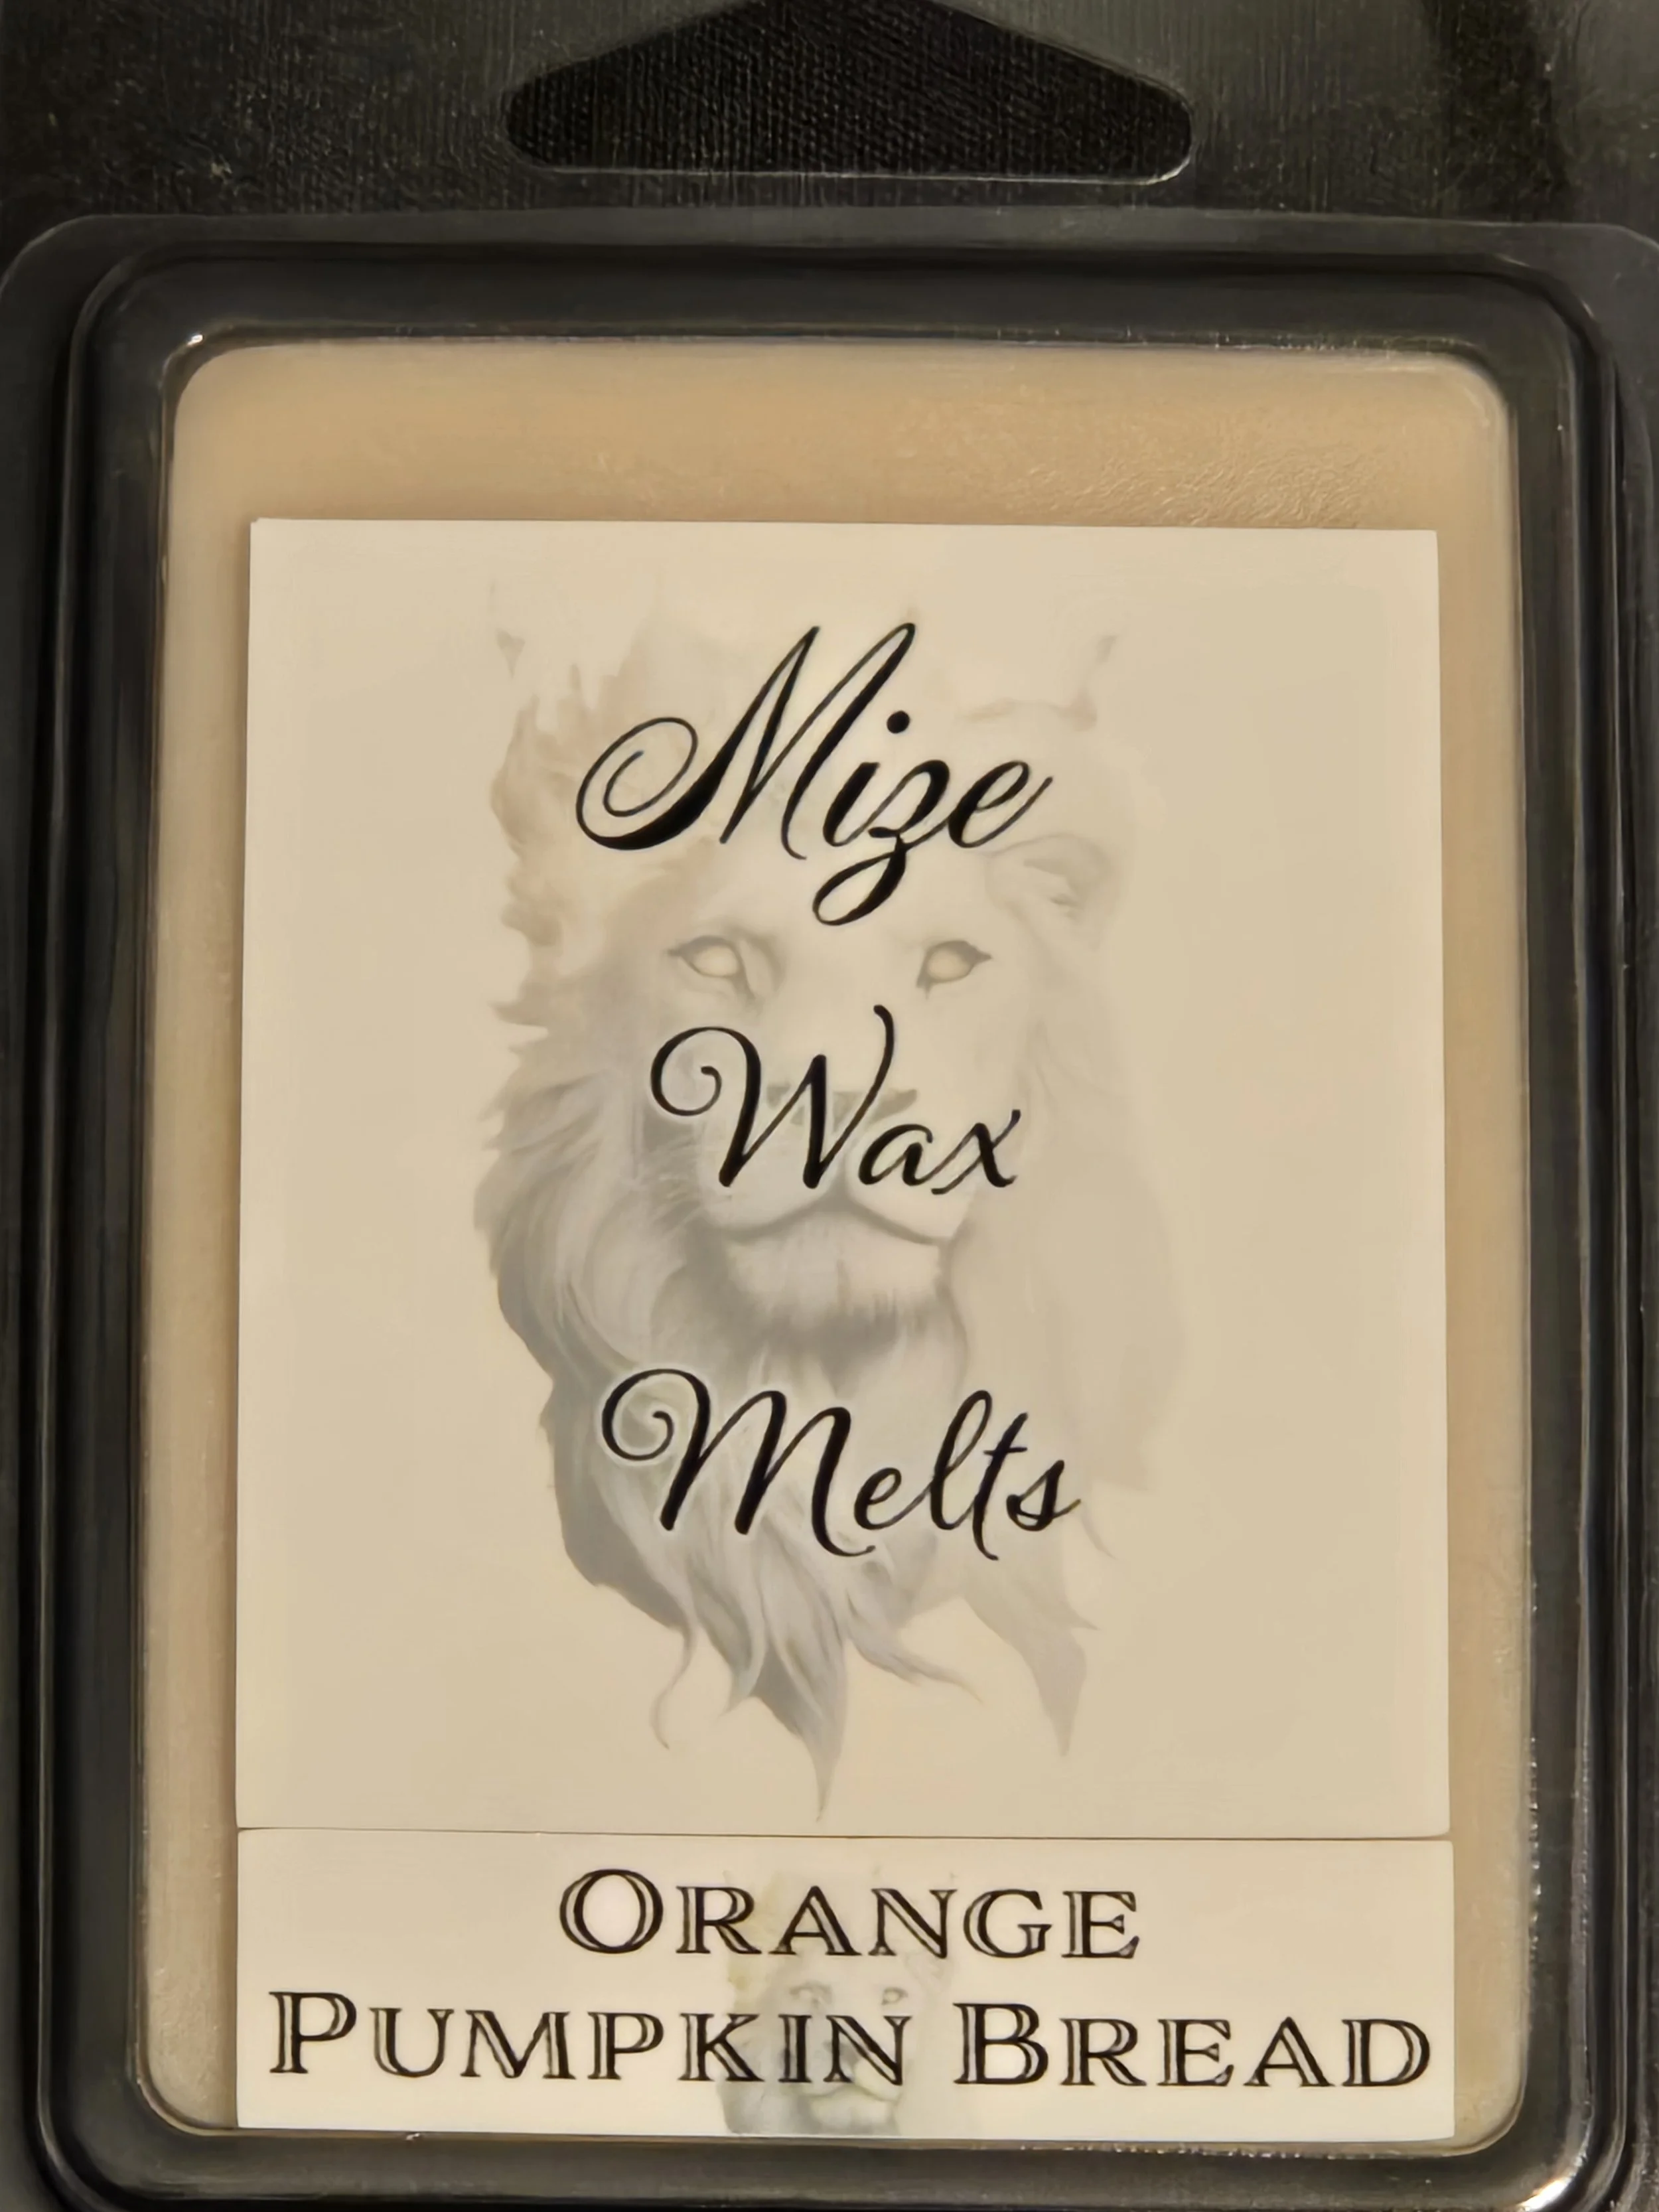 Mize
Wax
Melts
ORANGE
PUMPKIN BREAD